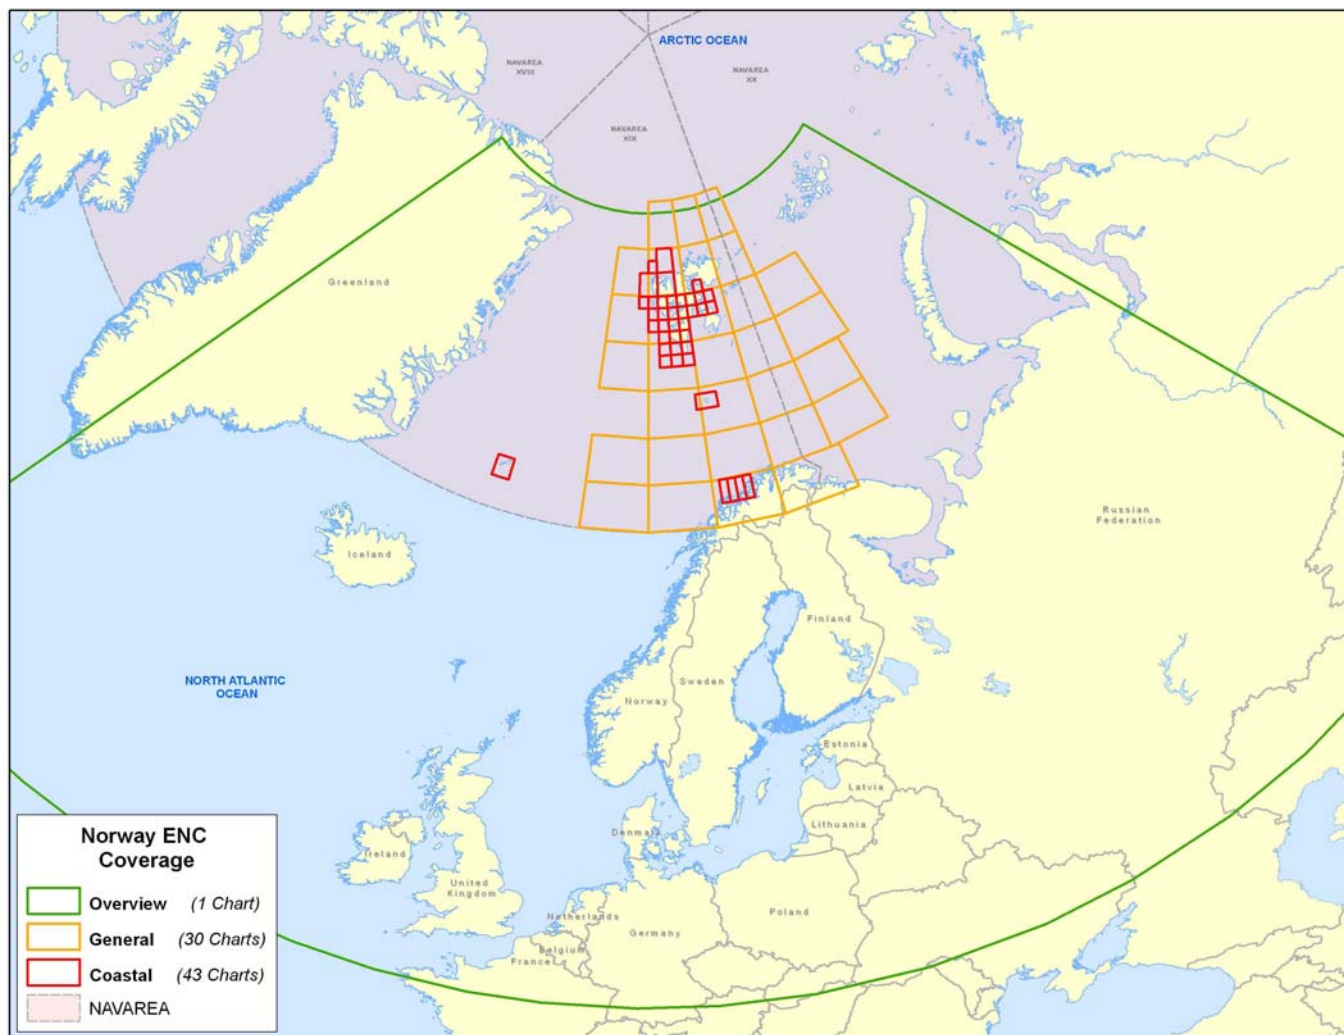 ARCTIC OCEAN
NAVAREA
XVIII
NAVAREA
XX
NAVAREA
XIX
Greenland
Russian
Federation
Iceland
Finland
NORTH ATLANTIC
OCEAN
Sweden
Norway
Estonia
Latvia
Lithuania
Denmark
Ireland
United
Kingdom
Netherlands
Poland
Germany
Belgium
France
Norway ENC
Coverage
Overview (1 Chart)
General (30 Charts)
Coastal (43 Charts)
NAVAREA